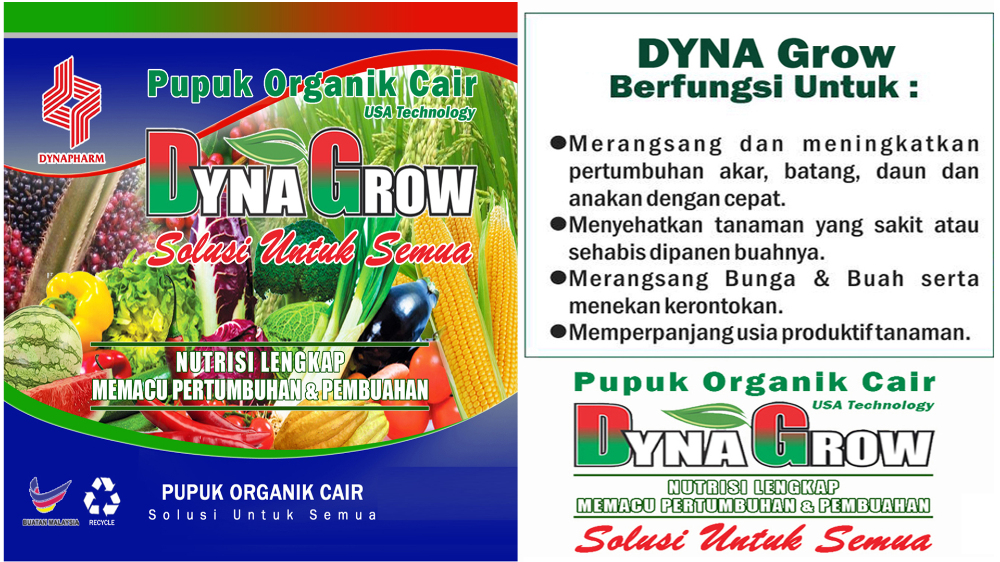 DYNAPHARM
Pupuk Organik Cair
USA Technology
DYNA GROW
Solusi Untuk Semua
NUTRISI LENGKAP
MEMACU PERTUMBUHAN & PEMBUAHAN
BUATAN MALAYSIA
RECYCLE
PUPUK ORGANIK CAIR
Solusi Untuk Semua
DYNA Grow
Berfungsi Untuk :
●Merangsang dan meningkatkan
pertumbuhan akar, batang, daun dan
anakan dengan cepat.
●Menyehatkan tanaman yang sakit atau
sehabis dipanen buahnya.
●Merangsang Bunga & Buah serta
menekan kerontokan.
●Memperpanjang usia produktif tanaman.
Pupuk Organik Cair
USA Technology
DYNA GROW
NUTRISI LENGKAP
MEMACU PERTUMBUHAN & PEMBUAHAN
Solusi Untuk Semua